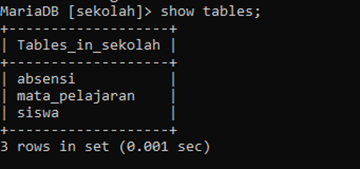 MariaDB [sekolah]> show tables;
+-------------------+
| Tables_in_sekolah |
+-------------------+
| absensi           |
| mata_pelajaran    |
| siswa             |
+-------------------+
3 rows in set (0.001 sec)